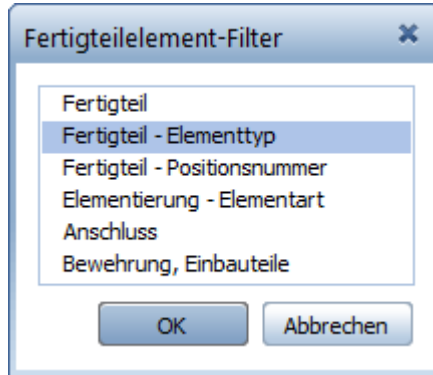 Fertigteilelement-Filter
Fertigteil
Fertigteil - Elementtyp
Fertigteil - Positionsnummer
Elementierung - Elementart
Anschluss
Bewehrung, Einbauteile
OK
Abbrechen